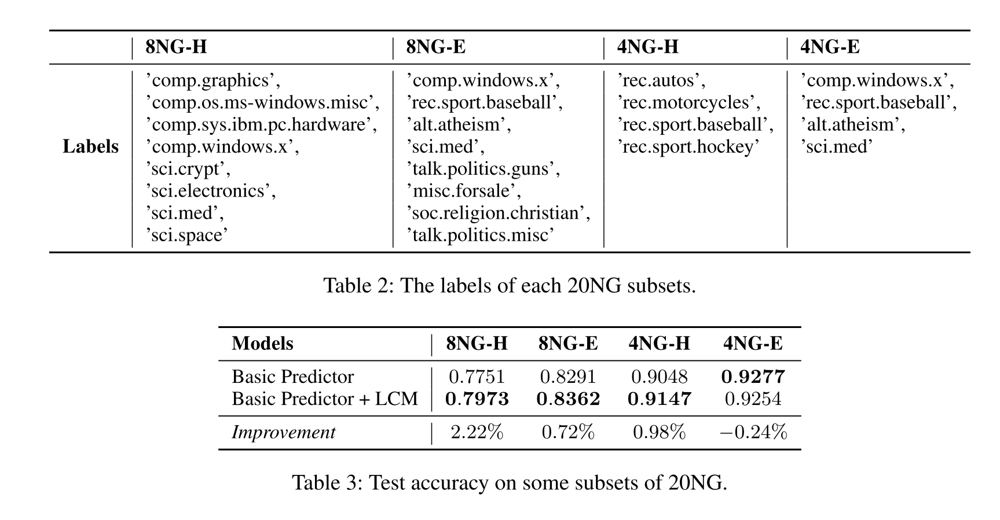 8NG-H 8NG-E 4NG-H 4NG-E
’comp.graphics’, ’comp.windows.x’, ’rec.autos’, ’comp.windows.x’,
’comp.os.ms-windows.misc’, ’rec.sport.baseball’, ’rec.motorcycles’, ’rec.sport.baseball’,
’comp.sys.ibm.pc.hardware’, ’alt.atheism’, ’rec.sport.baseball’, ’alt.atheism’,
Labels ’comp.windows.x’, ’sci.med’, ’rec.sport.hockey’ ’sci.med’
’sci.crypt’, ’talk.politics.guns’,
’sci.electronics’, ’misc.forsale’,
’sci.med’, ’soc.religion.christian’,
’sci.space’ ’talk.politics.misc’
Table 2: The labels of each 20NG subsets.
Models 8NG-H 8NG-E 4NG-H 4NG-E
Basic Predictor 0.7751 0.8291 0.9048 0.9277
Basic Predictor + LCM 0.7973 0.8362 0.9147 0.9254
Improvement 2.22% 0.72% 0.98% −0.24%
Table 3: Test accuracy on some subsets of 20NG.